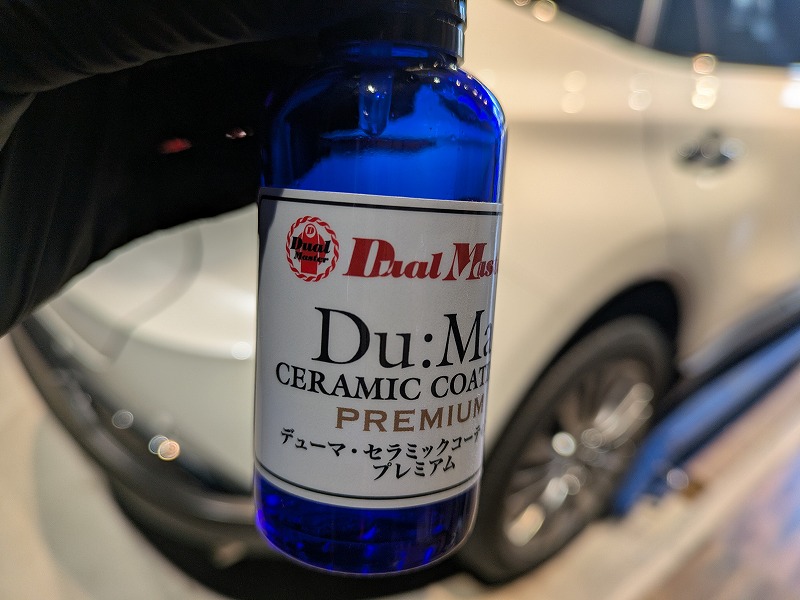 D
Dual
Master
Dual Mas
Du:Ma
CERAMIC COAT
PREMIUM
デューマ・セラミックコーテ
プレミアム